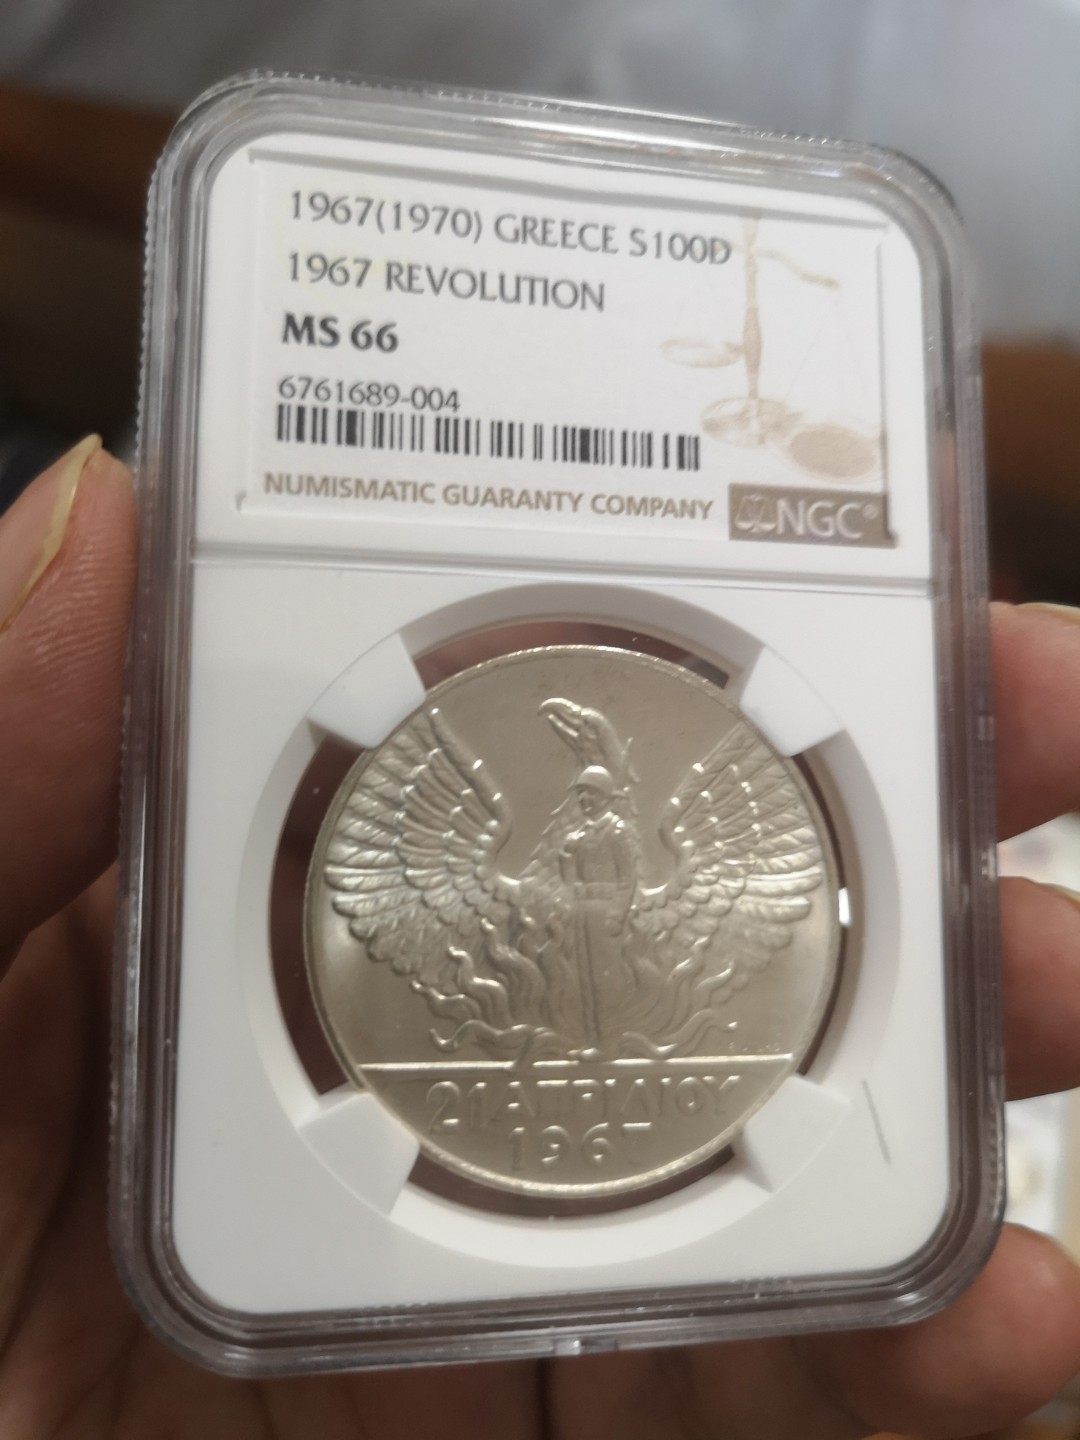 1967(1970) GREECE S100D
1967 REVOLUTION
MS 66
6761689-004
NUMISMATIC GUARANTY COMPANY
NGC®
21 ΑΠΡΙΛΙΟΥ
1967